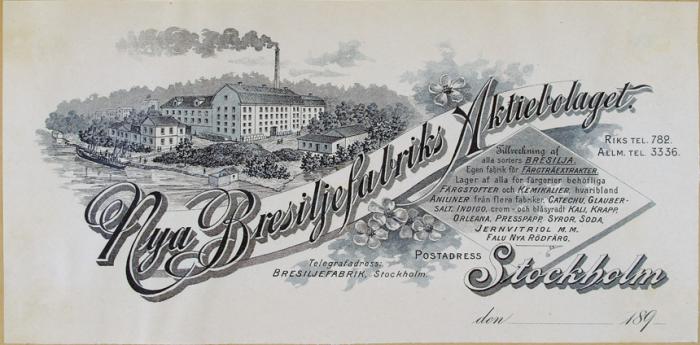 Nya Bresiljefabriks Aktiebolaget.
RIKS TEL. 782.
ALLM. TEL. 3336.
Tillverkning af
alla sorters BRESILJA.
Egen fabrik för FÄRGTRÄEXTRAKTER.
Lager af alla för färgerier behöfliga
FÄRGSTOFTER och KEMIKALIER, hvaribland
ANILINER från flera fabriker. CATECHU, GLAUBER-
SALT, INDIGO, crom- och blåsyradt KALI, KRAPP,
ORLEANA, PRESSPAPP, SYROR, SODA,
JERNVITRIOL M.M.
FALU NYA RÖDFÄRG.
Telegrafadress:
BRESILJEFABRIK, Stockholm.
POSTADRESS
Stockholm
den 189